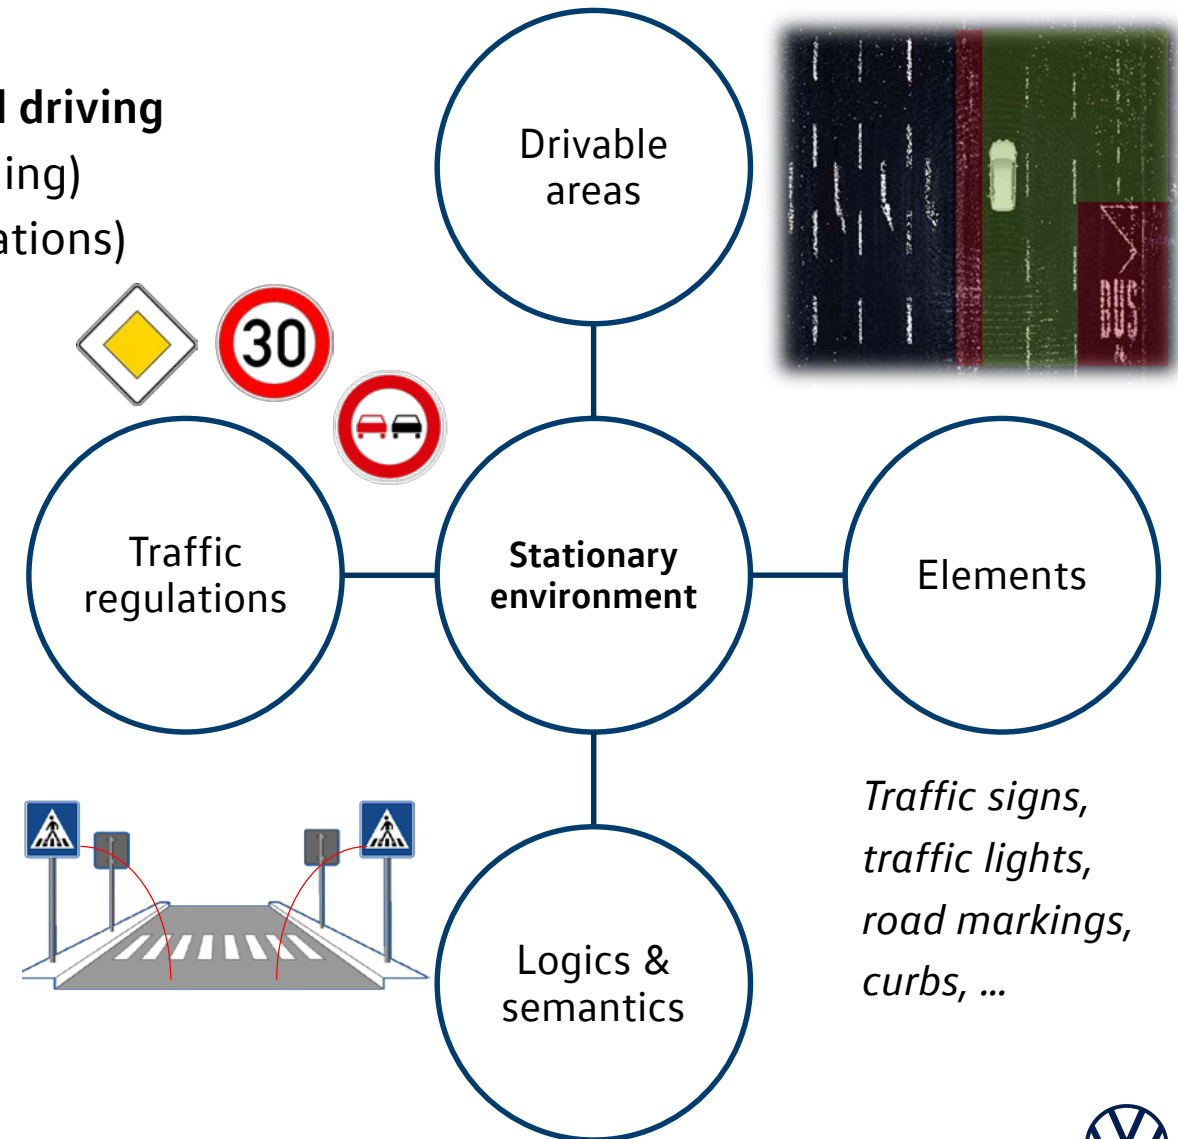 l driving
ing)
ations)
Drivable
areas
30
BUS
Traffic
regulations
Stationary
environment
Elements
Traffic signs,
traffic lights,
road markings,
curbs, ...
Logics &
semantics